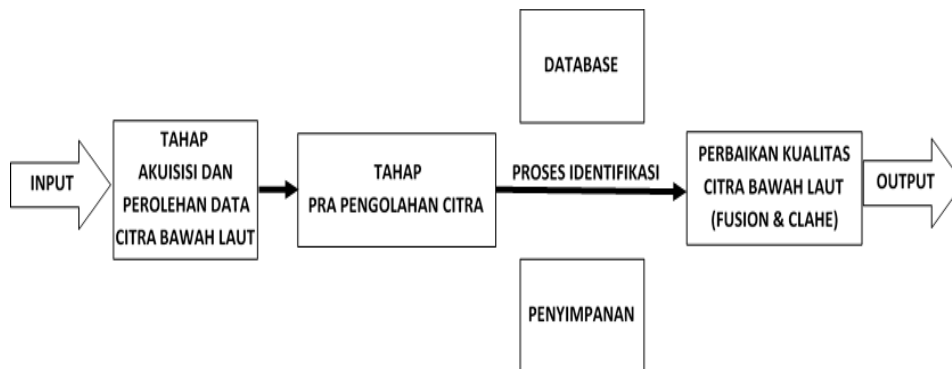 INPUT
TAHAP
AKUISISI DAN
PEROLEHAN DATA
CITRA BAWAH LAUT
TAHAP
PRA PENGOLAHAN CITRA
DATABASE
PROSES IDENTIFIKASI
PENYIMPANAN
PERBAIKAN KUALITAS
CITRA BAWAH LAUT
(FUSION & CLAHE)
OUTPUT